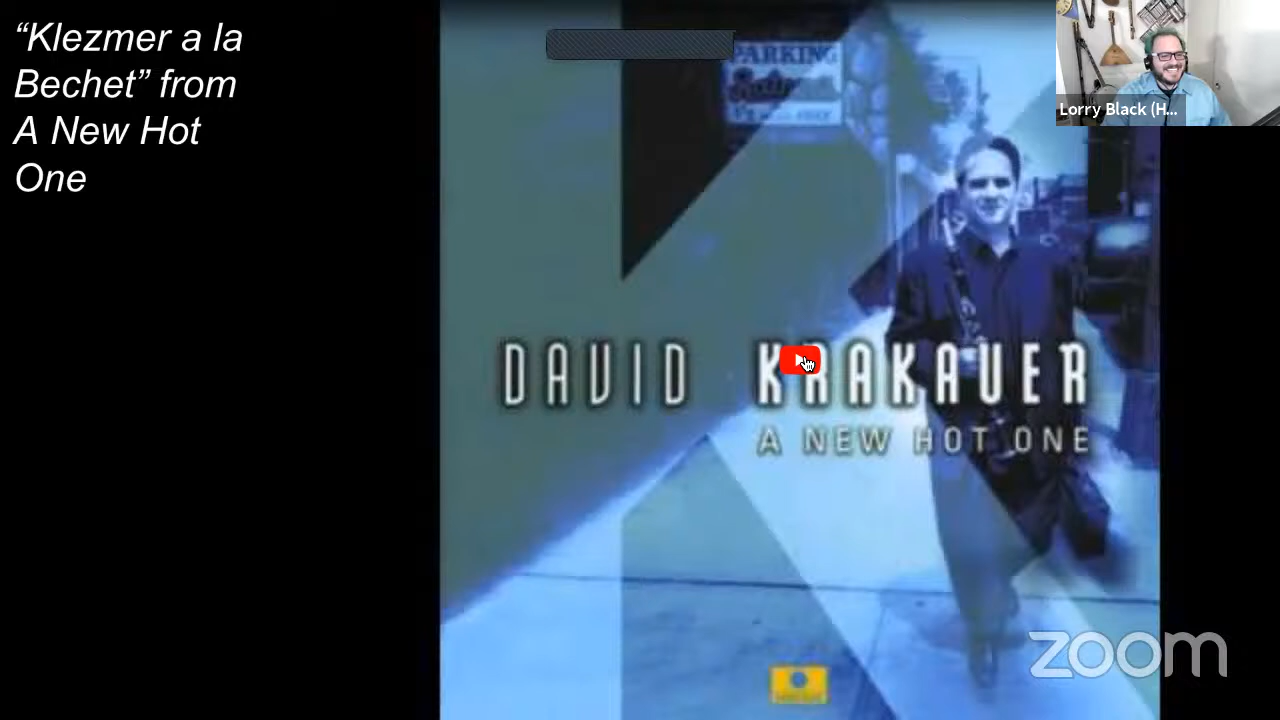 “Klezmer a la
Bechet” from
A New Hot
One
PARKING
Lorry Black (H...
DAVID KRAKAUER
A NEW HOT ONE
zoom